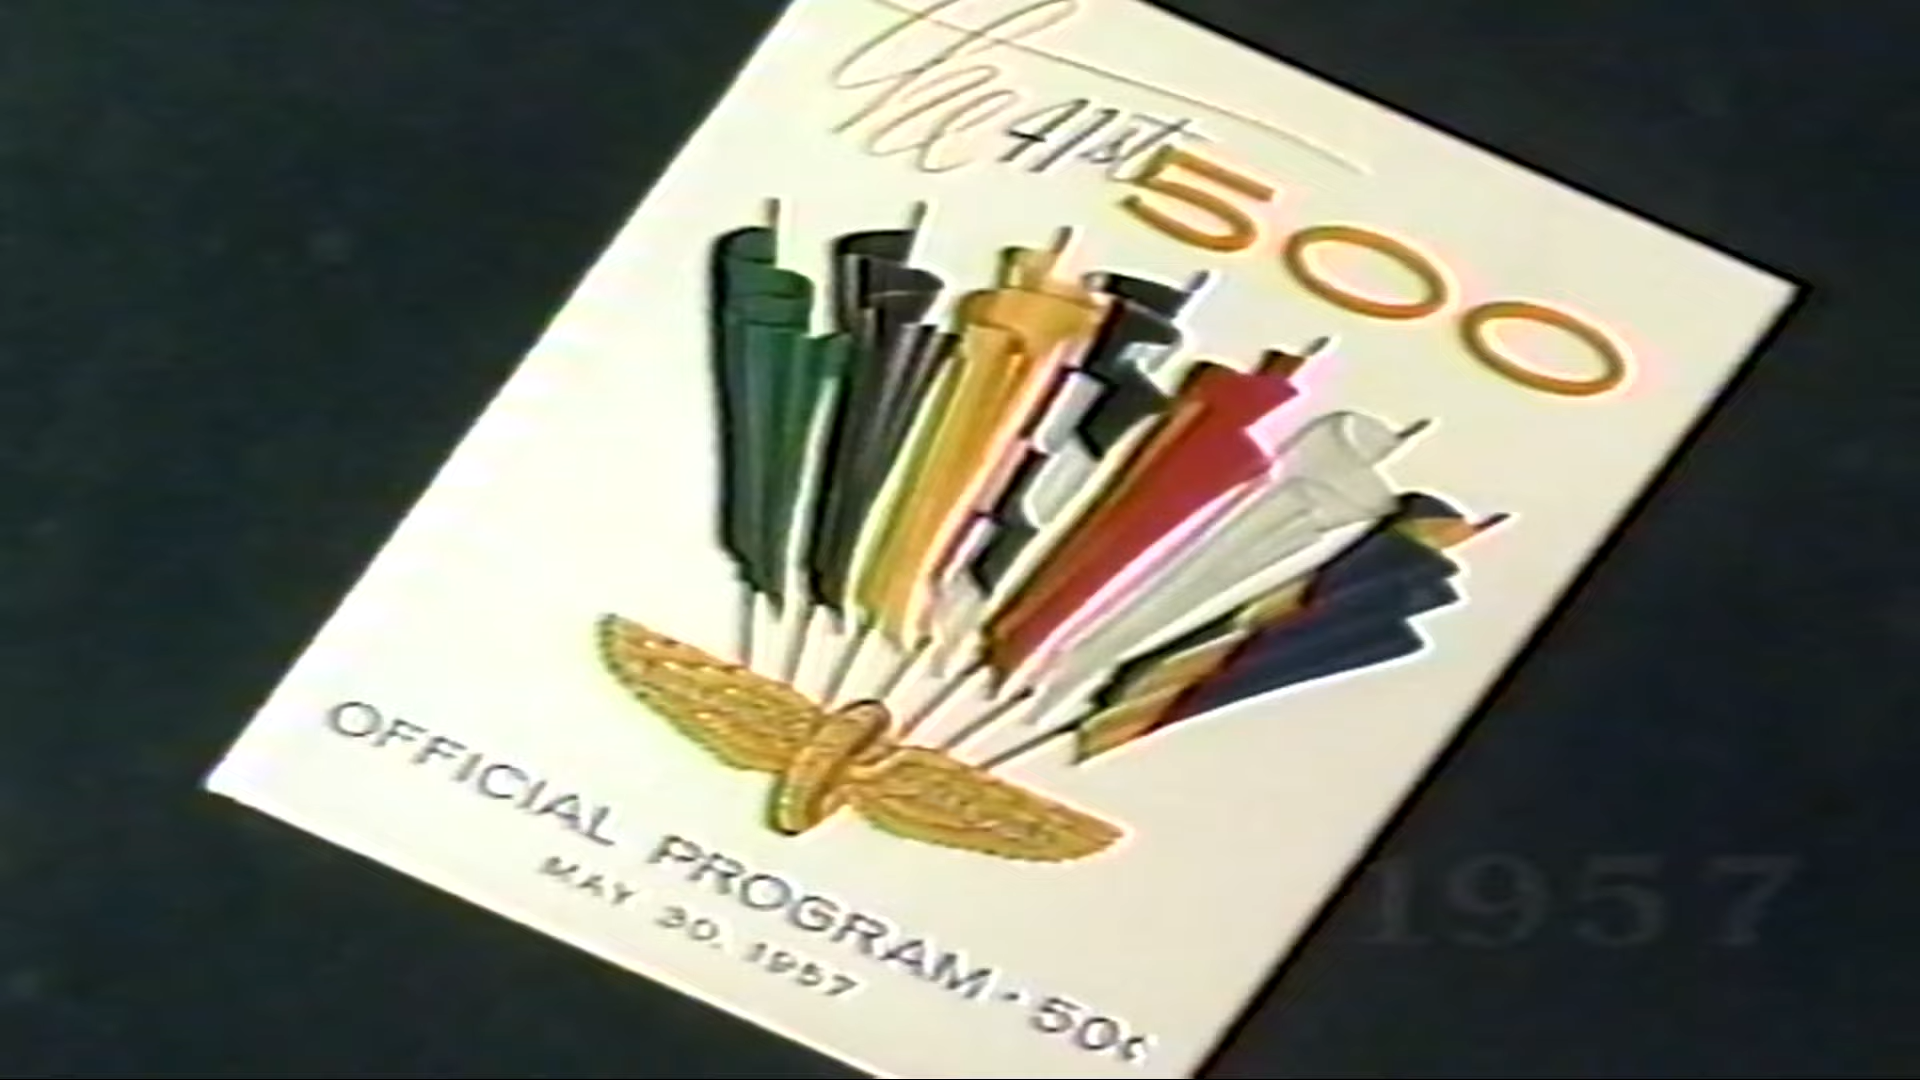 The 41st
500
OFFICIAL PROGRAM • 50¢
MAY 30, 1957
1957